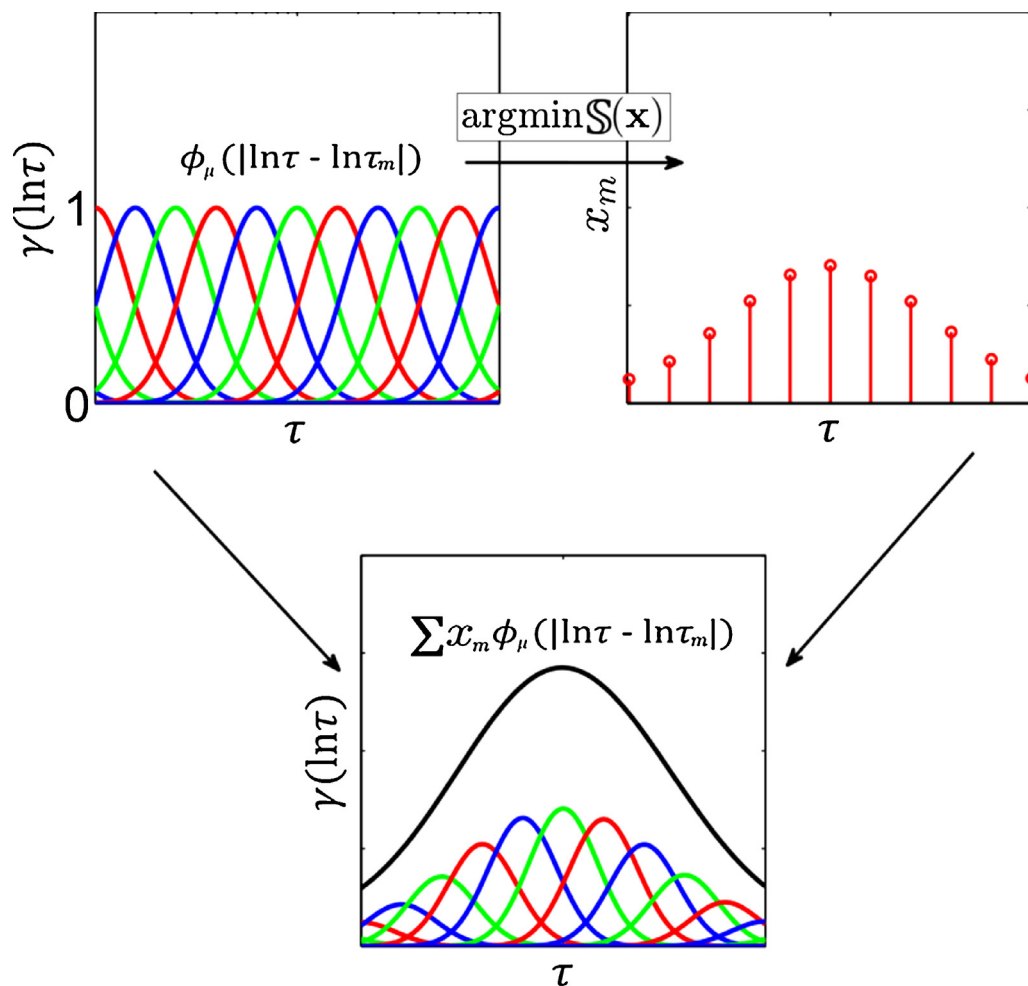 argmin𝕊(𝐱)
ϕ_μ(|lnτ - lnτ_m|)
γ(lnτ)
1
0
τ
x_m
τ
∑x_mϕ_μ(|lnτ - lnτ_m|)
γ(lnτ)
τ